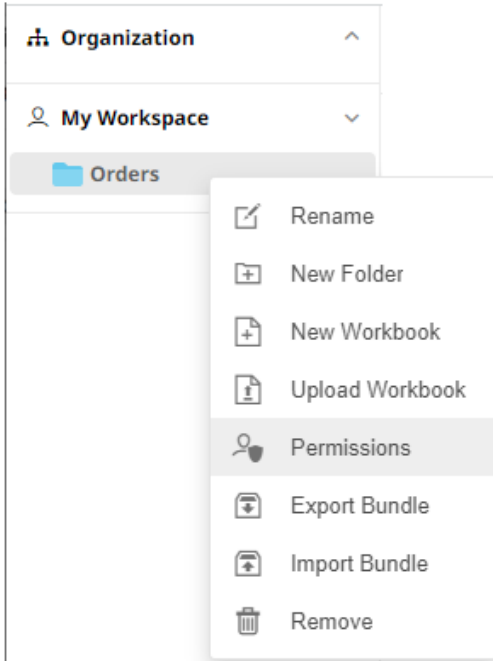 Organization
My Workspace
Orders
Rename
New Folder
New Workbook
Upload Workbook
Permissions
Export Bundle
Import Bundle
Remove